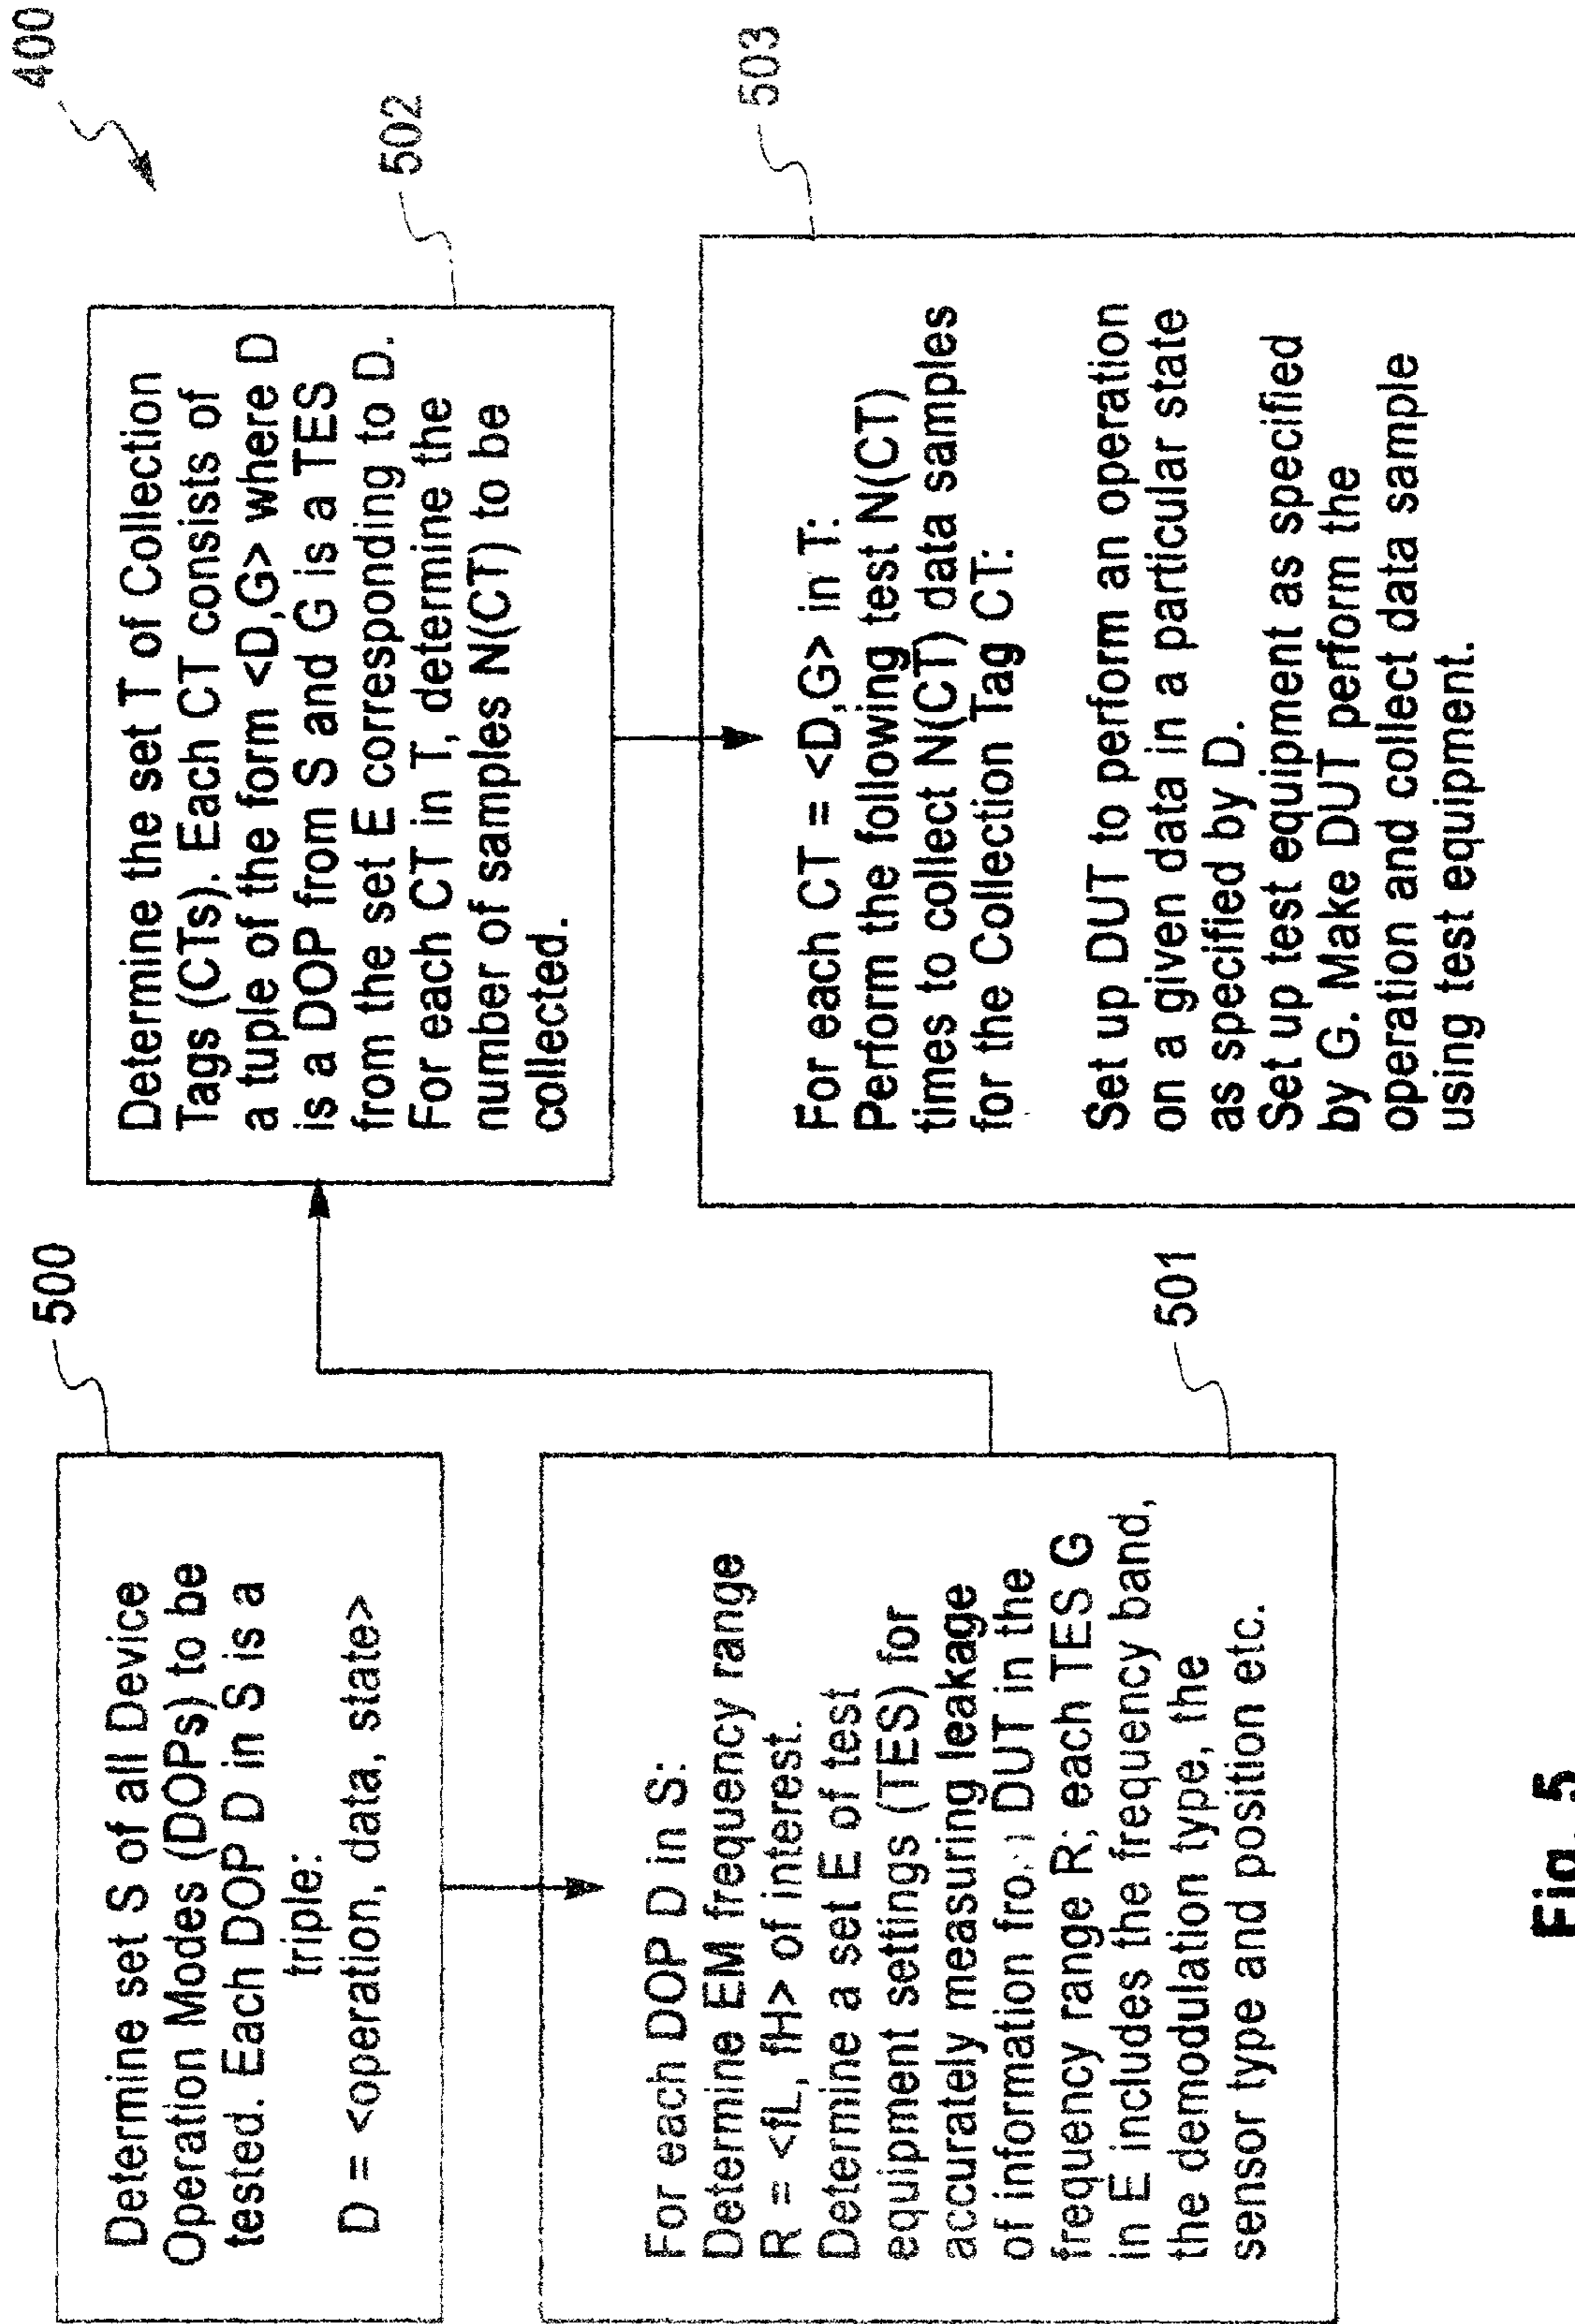 400
500
Determine set S of all Device
Operation Modes (DOPs) to be
tested. Each DOP D in S is a
triple:
D = <operation, data, state>
501
For each DOP D in S:
Determine EM frequency range
R = <fL, fH> of interest.
Determine a set E of test
equipment settings (TES) for
accurately measuring leakage
of information from DUT in the
frequency range R; each TES G
in E includes the frequency band,
the demodulation type, the
sensor type and position etc.
502
Determine the set T of Collection
Tags (CTs). Each CT consists of
a tuple of the form <D,G> where D
is a DOP from S and G is a TES
from the set E corresponding to D.
For each CT in T, determine the
number of samples N(CT) to be
collected.
503
For each CT = <D,G> in T:
Perform the following test N(CT)
times to collect N(CT) data samples
for the Collection Tag CT:
Set up DUT to perform an operation
on a given data in a particular state
as specified by D.
Set up test equipment as specified
by G. Make DUT perform the
operation and collect data sample
using test equipment.
Fig. 5